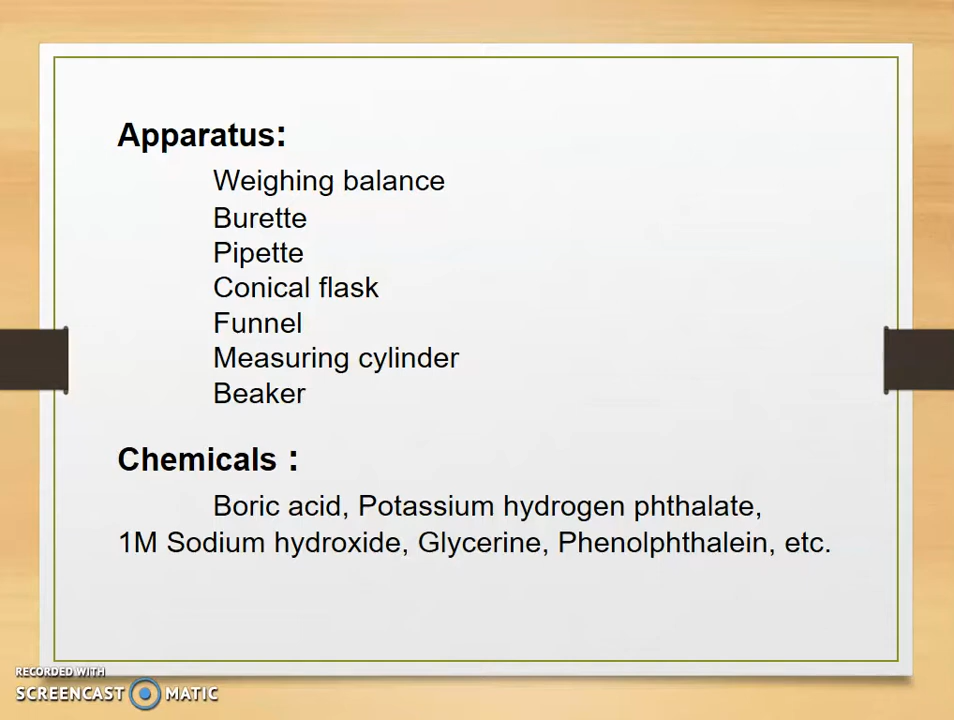 Apparatus:
Weighing balance
Burette
Pipette
Conical flask
Funnel
Measuring cylinder
Beaker
Chemicals :
Boric acid, Potassium hydrogen phthalate,
1M Sodium hydroxide, Glycerine, Phenolphthalein, etc.
RECORDED WITH
SCREENCAST MATIC